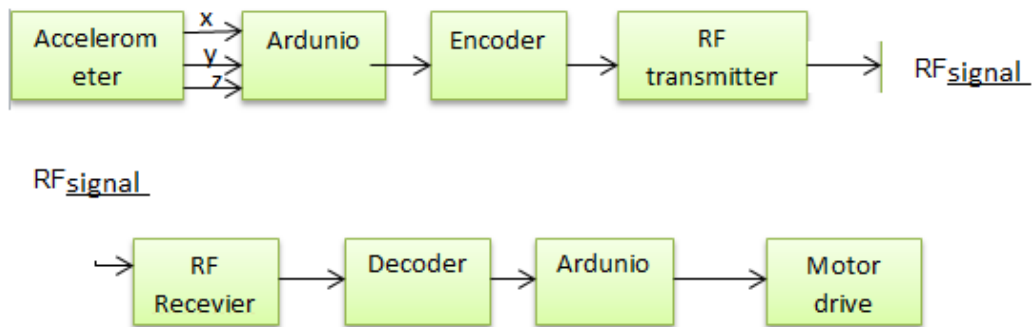 Accelerom
eter
x
y
z
Ardunio
Encoder
RF
transmitter
RFsignal
RFsignal
RF
Recevier
Decoder
Ardunio
Motor
drive